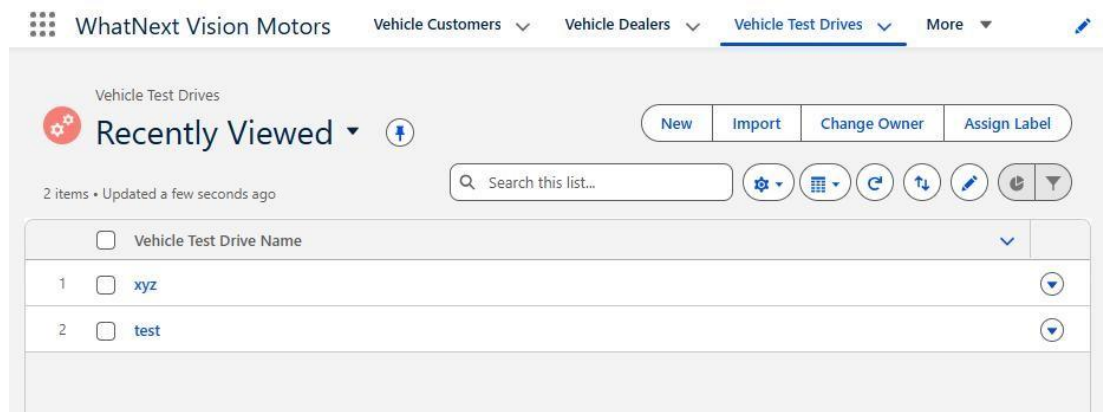 WhatNext Vision Motors Vehicle Customers Vehicle Dealers Vehicle Test Drives More
Vehicle Test Drives
Recently Viewed
New Import Change Owner Assign Label
2 items • Updated a few seconds ago
Search this list...
Vehicle Test Drive Name
1 xyz
2 test